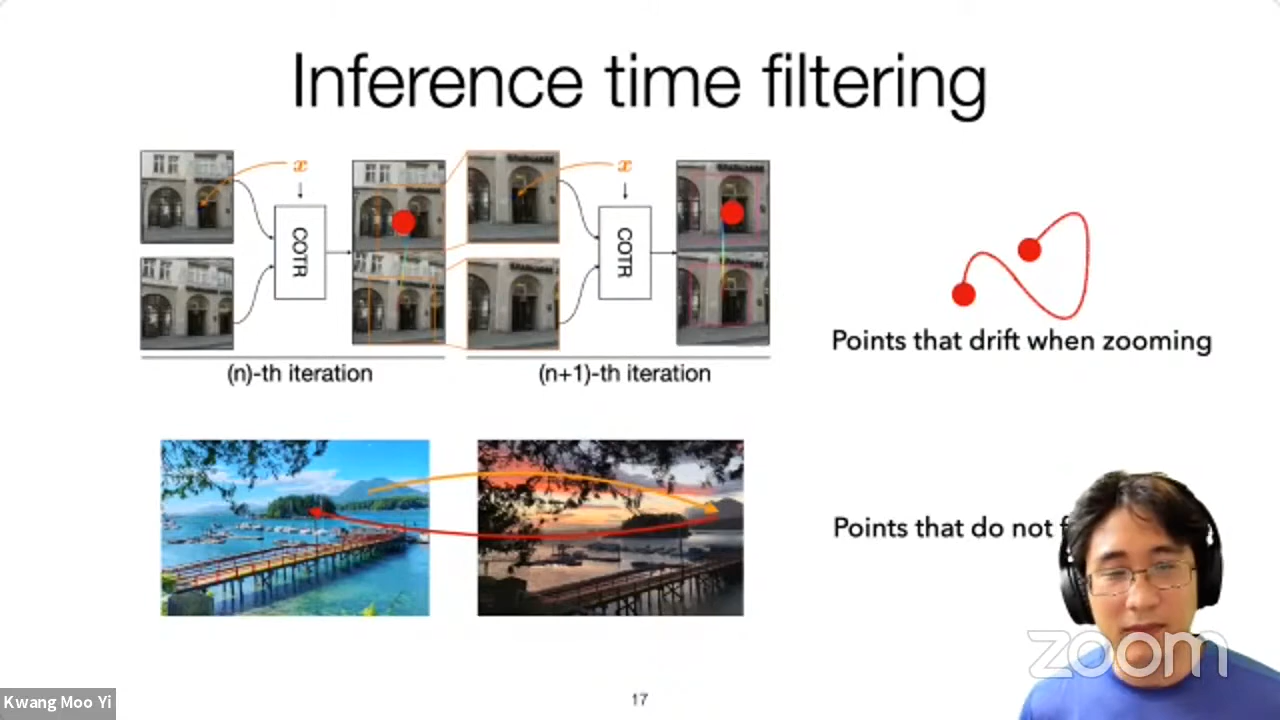 Inference time filtering
x
x
COTR
COTR
(n)-th iteration
(n+1)-th iteration
Points that drift when zooming
Points that do not
zoom
Kwang Moo Yi
17